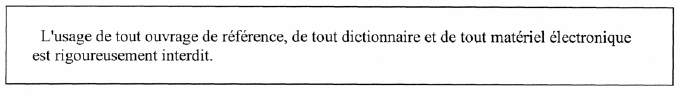 L'usage de tout ouvrage de référence, de tout dictionnaire et de tout matériel électronique
est rigoureusement interdit.